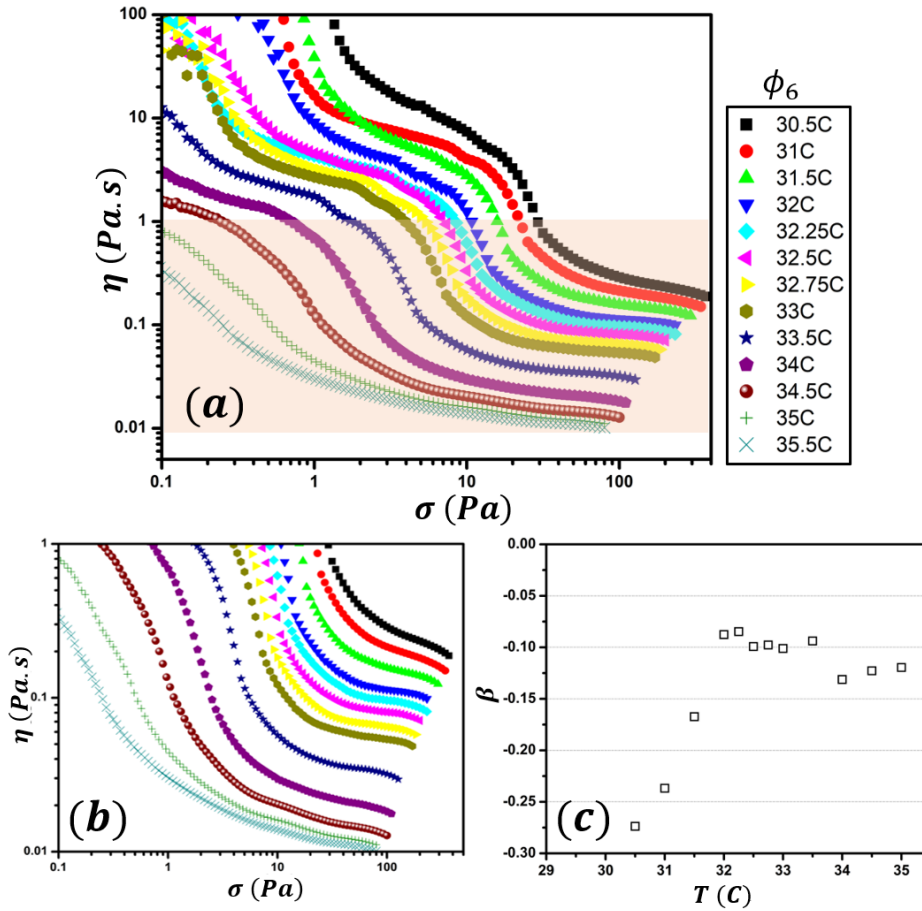 100
10
1
0.1
0.01
η (Pa.s)
0.1
1
10
100
σ (Pa)
(a)
ϕ₆
30.5C
31C
31.5C
32C
32.25C
32.5C
32.75C
33C
33.5C
34C
34.5C
35C
35.5C
1
0.1
0.01
η (Pa.s)
0.1
1
10
100
σ (Pa)
(b)
0.00
-0.05
-0.10
-0.15
-0.20
-0.25
-0.30
β
29
30
31
32
33
34
35
T (C)
(c)